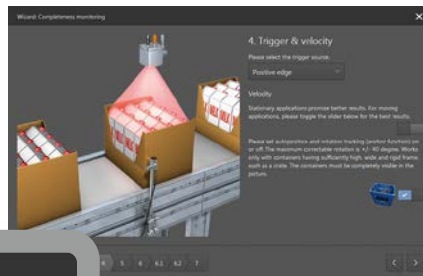 Wizard: Completeness monitoring
4. Trigger & velocity
Please select the trigger source.
Positive edge
Velocity
Stationary applications promise better results. For moving
applications, please toggle the slider below for the best results.
Please set autoposition and rotation tracking (anchor function) on
or off. The maximum correctable rotation is +/- 40 degree. Works
only with containers having sufficiently high, wide and rigid frame
such as a crate. The containers must be completely visible in the
picture.
4 5 6 6.1 6.2 7